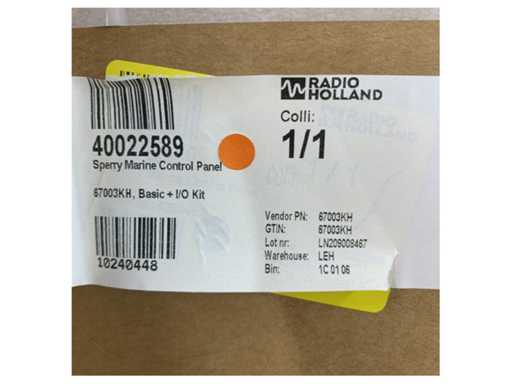 RADIO
HOLLAND
Colli:
1/1
40022589
Sperry Marine Control Panel
67003KH, Basic + I/O Kit
Vendor PN: 67003KH
GTIN: 67003KH
Lot nr: LN209008467
Warehouse: LEH
Bin: 1C 01 06
10240448